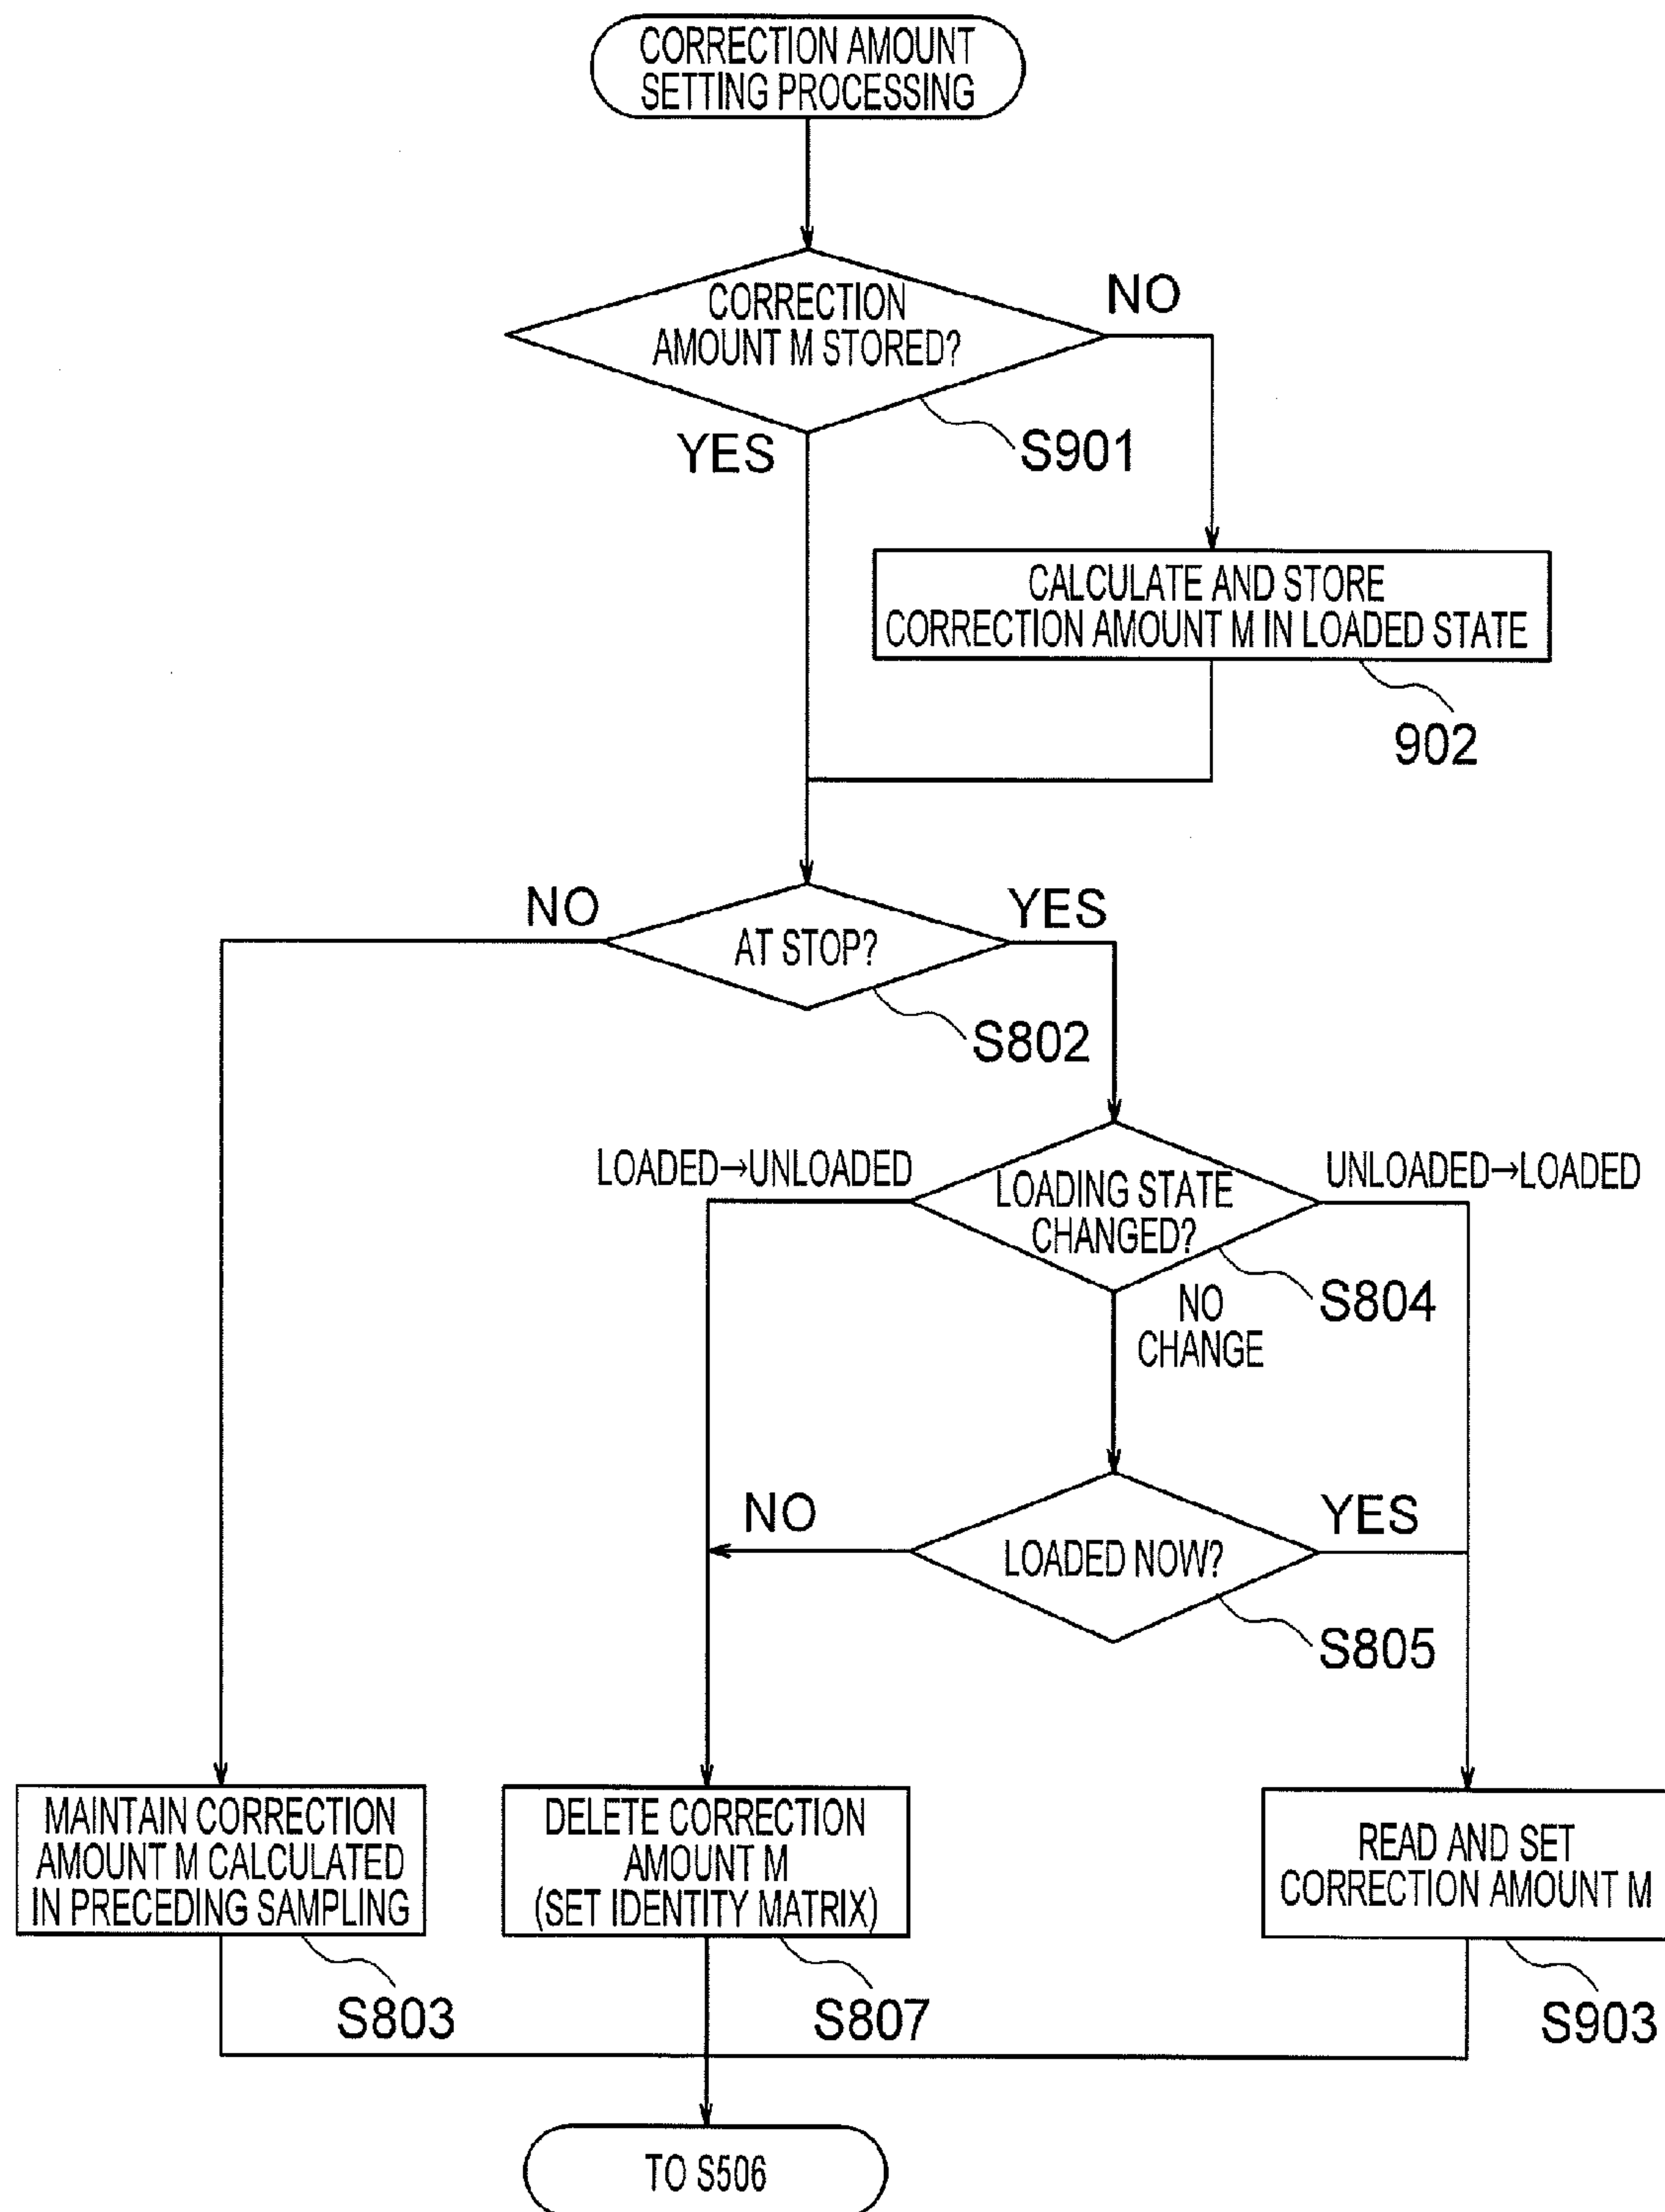 CORRECTION AMOUNT
SETTING PROCESSING
CORRECTION
AMOUNT M STORED?
NO
YES
S901
CALCULATE AND STORE
CORRECTION AMOUNT M IN LOADED STATE
902
NO
YES
AT STOP?
S802
LOADED→UNLOADED
UNLOADED→LOADED
LOADING STATE
CHANGED?
S804
NO
CHANGE
NO
YES
LOADED NOW?
S805
MAINTAIN CORRECTION
AMOUNT M CALCULATED
IN PRECEDING SAMPLING
S803
DELETE CORRECTION
AMOUNT M
(SET IDENTITY MATRIX)
S807
READ AND SET
CORRECTION AMOUNT M
S903
TO S506